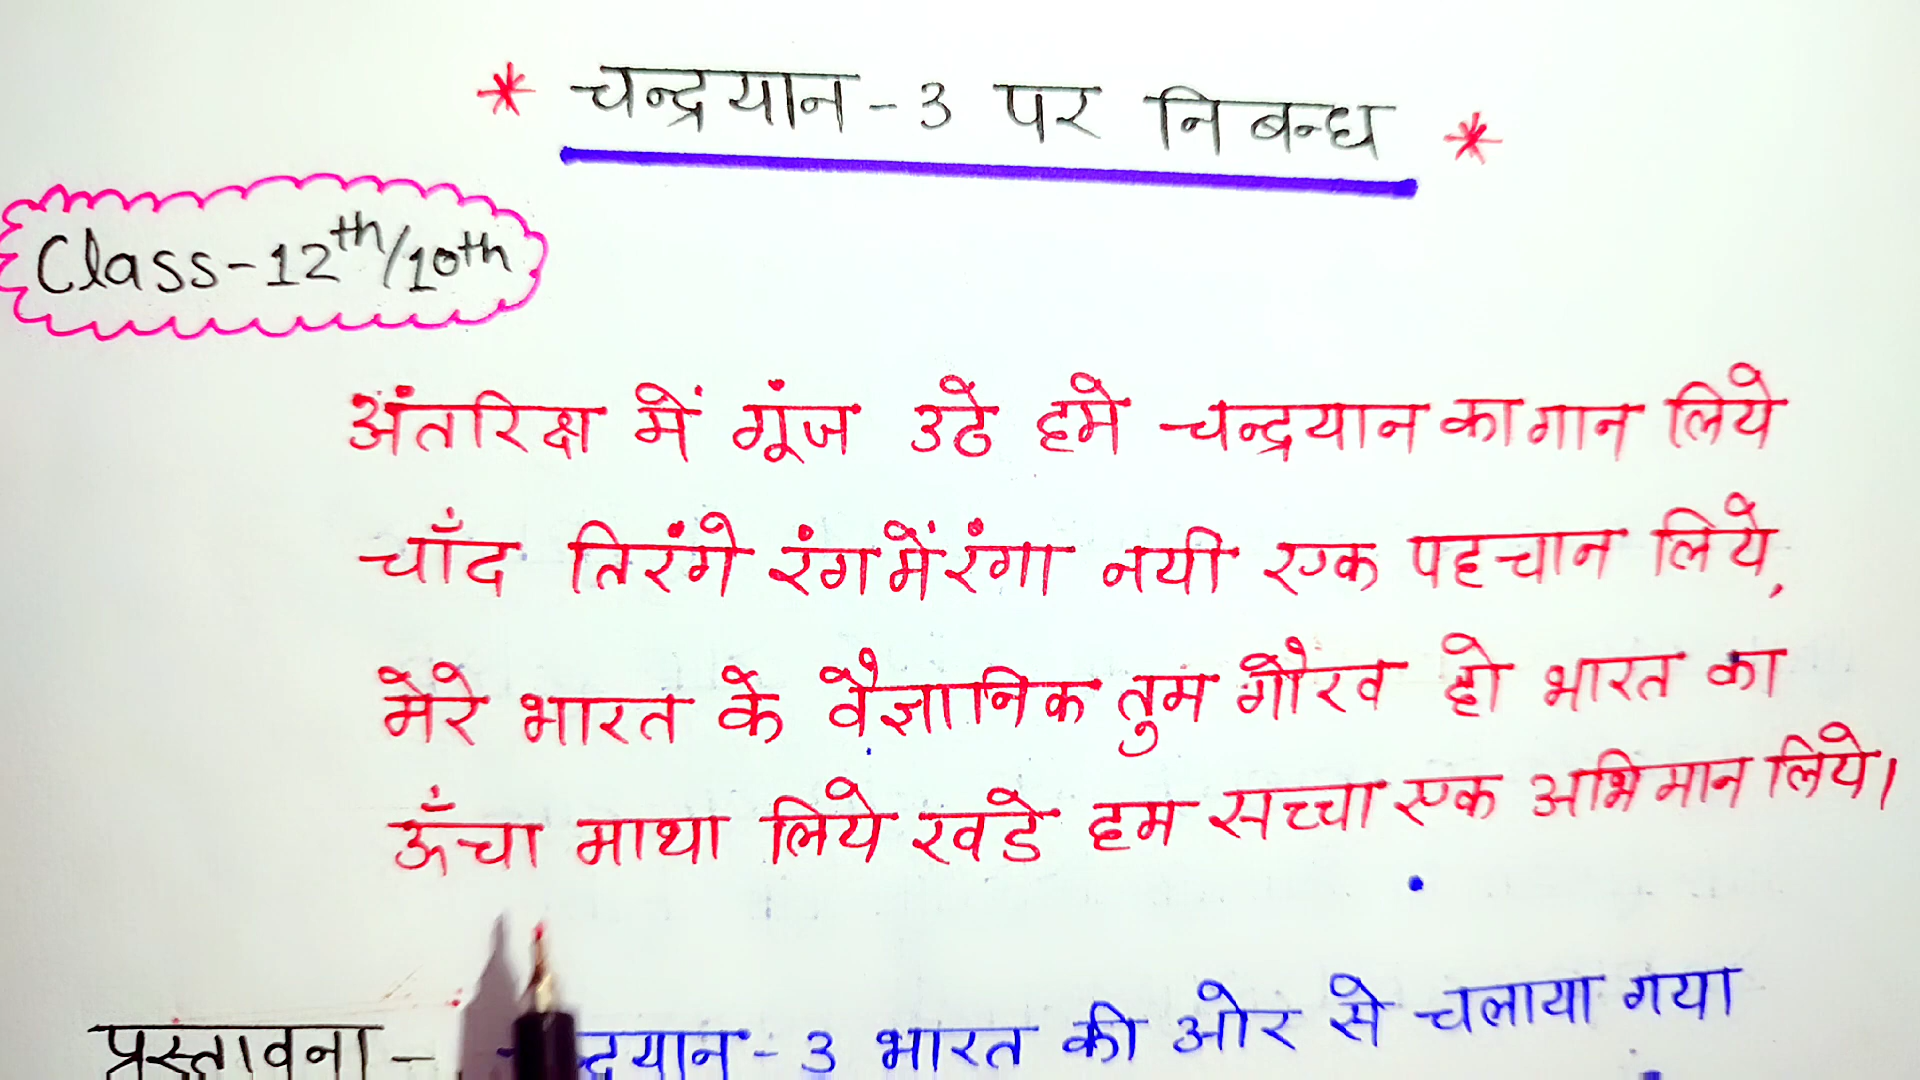 * चन्द्रयान-3 पर निबन्ध *
Class-12th/10th
अंतरिक्ष में गूंज उठे हमे चन्द्रयान का गान लिये
चाँद तिरंगे रंग में रंगा नयी एक पहचान लिये,
मेरे भारत के वैज्ञानिक तुम गौरव हो भारत का
ऊँचा माथा लिये खडे हम सच्चा एक अभिमान लिये।
प्रस्तावना - न्द्रयान-3 भारत की ओर से चलाया गया